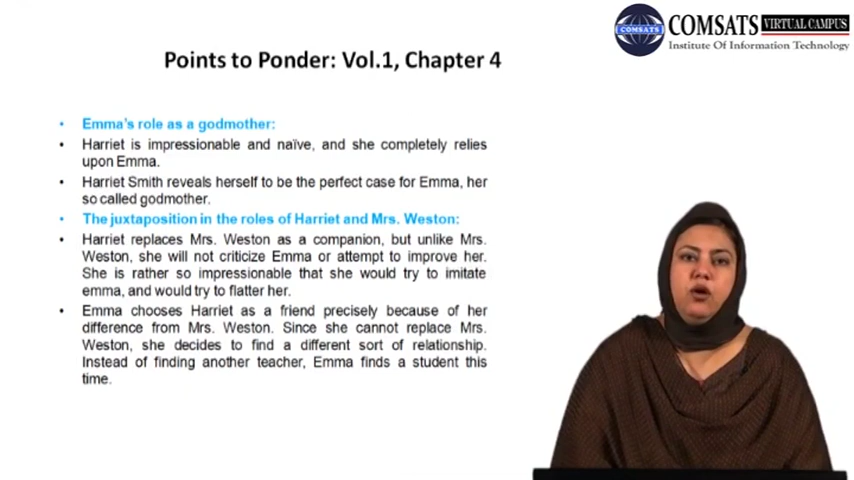 COMSATS VIRTUAL CAMPUS
COMSATS
Institute Of Information Technology
Points to Ponder: Vol.1, Chapter 4
• Emma's role as a godmother:
• Harriet is impressionable and naïve, and she completely relies
upon Emma.
• Harriet Smith reveals herself to be the perfect case for Emma, her
so called godmother.
• The juxtaposition in the roles of Harriet and Mrs. Weston:
• Harriet replaces Mrs. Weston as a companion, but unlike Mrs.
Weston, she will not criticize Emma or attempt to improve her.
She is rather so impressionable that she would try to imitate
emma, and would try to flatter her.
• Emma chooses Harriet as a friend precisely because of her
difference from Mrs. Weston. Since she cannot replace Mrs.
Weston, she decides to find a different sort of relationship.
Instead of finding another teacher, Emma finds a student this
time.